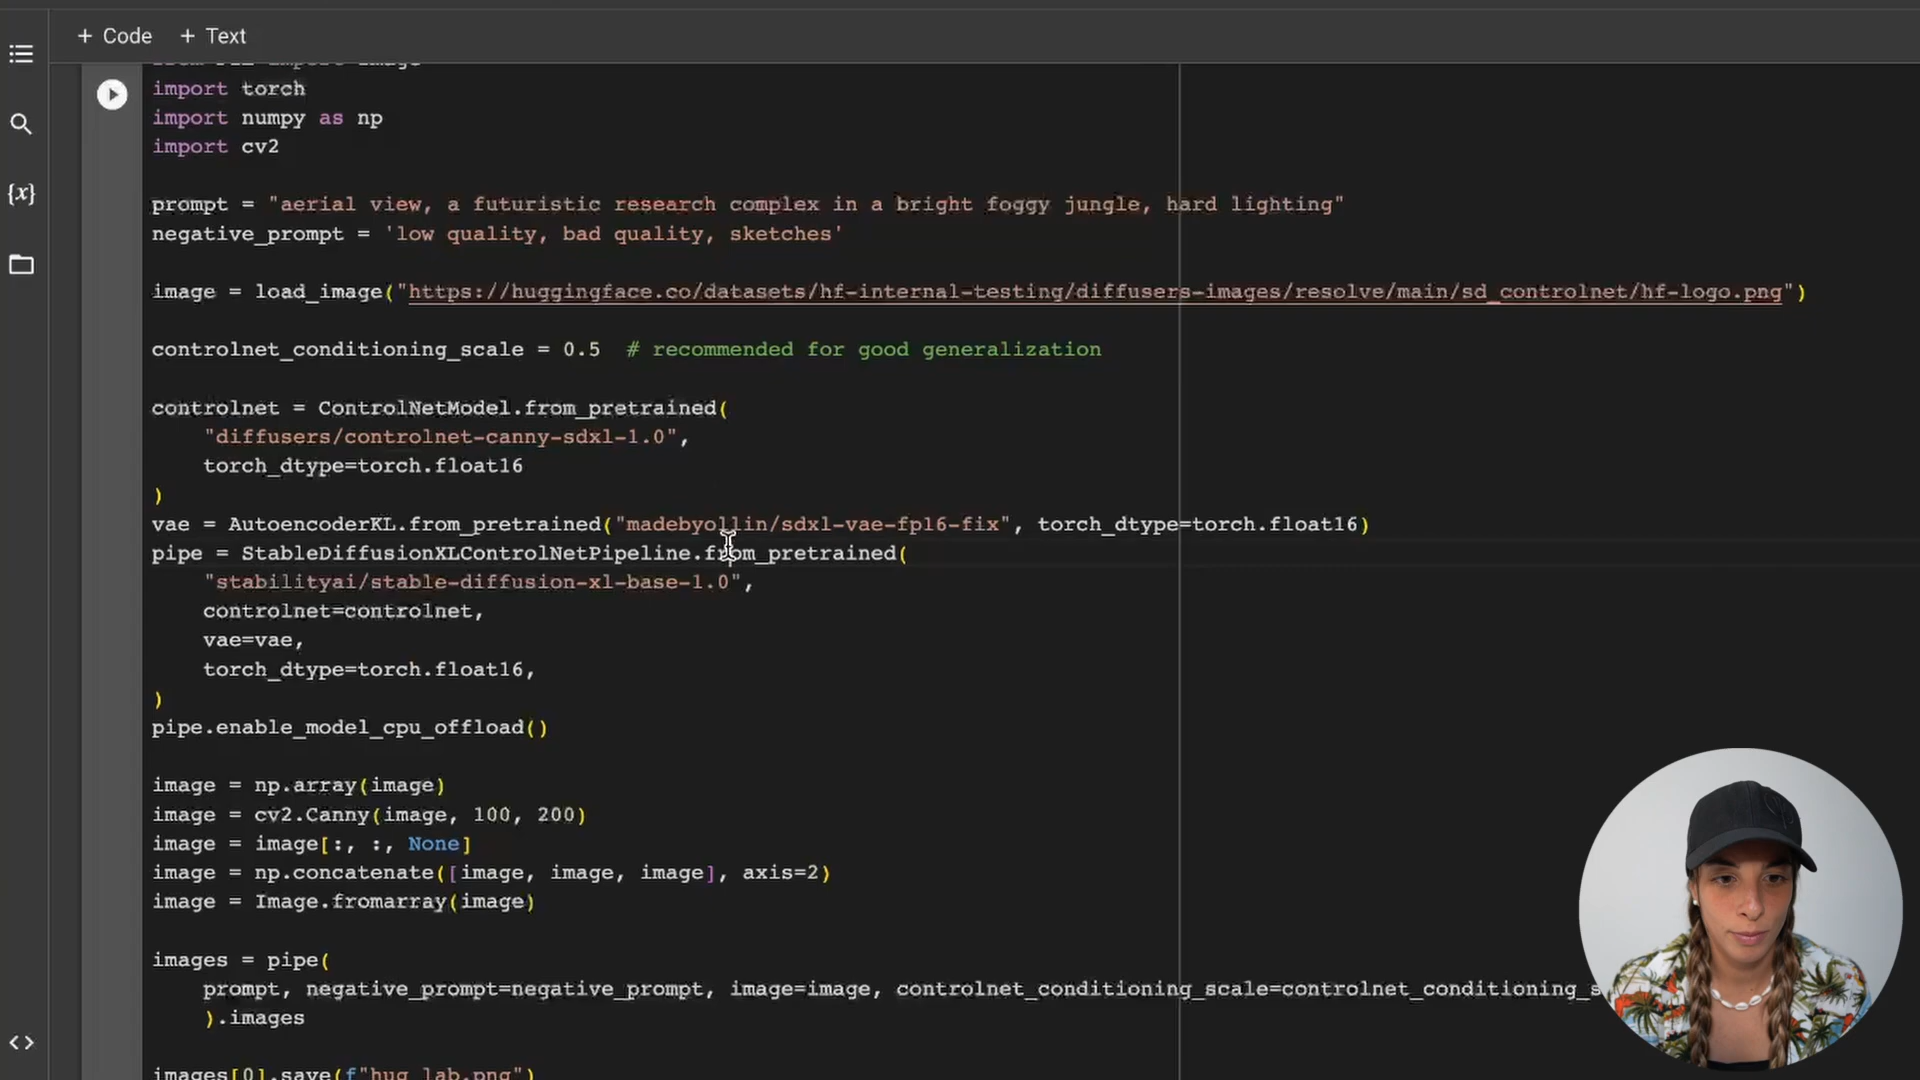 + Code + Text
import torch
import numpy as np
import cv2
prompt = "aerial view, a futuristic research complex in a bright foggy jungle, hard lighting"
negative_prompt = 'low quality, bad quality, sketches'
image = load_image("https://huggingface.co/datasets/hf-internal-testing/diffusers-images/resolve/main/sd_controlnet/hf-logo.png")
controlnet_conditioning_scale = 0.5  # recommended for good generalization
controlnet = ControlNetModel.from_pretrained(
    "diffusers/controlnet-canny-sdxl-1.0",
    torch_dtype=torch.float16
)
vae = AutoencoderKL.from_pretrained("madebyollin/sdxl-vae-fp16-fix", torch_dtype=torch.float16)
pipe = StableDiffusionXLControlNetPipeline.from_pretrained(
    "stabilityai/stable-diffusion-xl-base-1.0",
    controlnet=controlnet,
    vae=vae,
    torch_dtype=torch.float16,
)
pipe.enable_model_cpu_offload()
image = np.array(image)
image = cv2.Canny(image, 100, 200)
image = image[:, :, None]
image = np.concatenate([image, image, image], axis=2)
image = Image.fromarray(image)
images = pipe(
    prompt, negative_prompt=negative_prompt, image=image, controlnet_conditioning_scale=controlnet_conditioning_s
    ).images
images[0].save(f"hug_lab.png")